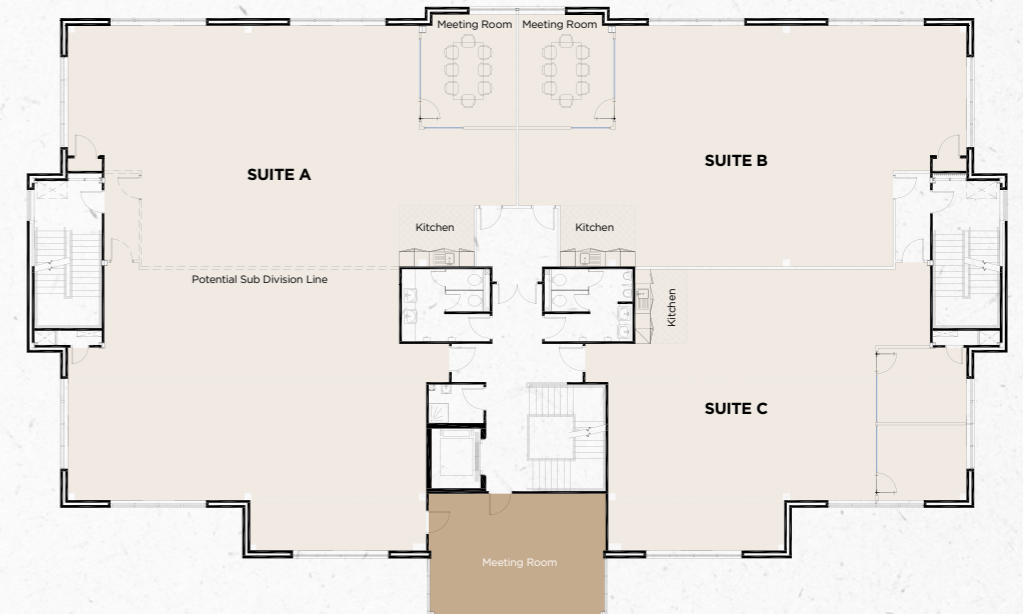 Meeting Room
Meeting Room
SUITE A
SUITE B
Kitchen
Kitchen
Potential Sub Division Line
Kitchen
SUITE C
Meeting Room